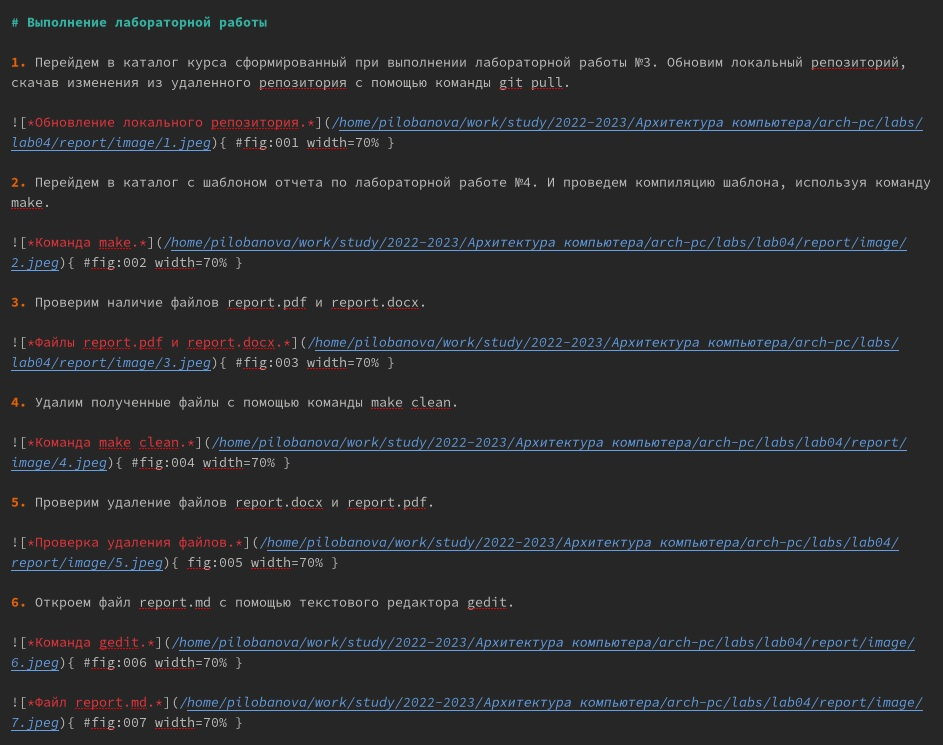 # Выполнение лабораторной работы
1. Перейдем в каталог курса сформированный при выполнении лабораторной работы №3. Обновим локальный репозиторий,
скачав изменения из удаленного репозитория с помощью команды git pull.
![*Обновление локального репозитория.*](/home/pilobanova/work/study/2022-2023/Архитектура компьютера/arch-pc/labs/
lab04/report/image/1.jpeg){ #fig:001 width=70% }
2. Перейдем в каталог с шаблоном отчета по лабораторной работе №4. И проведем компиляцию шаблона, используя команду
make.
![*Команда make.*](/home/pilobanova/work/study/2022-2023/Архитектура компьютера/arch-pc/labs/lab04/report/image/
2.jpeg){ #fig:002 width=70% }
3. Проверим наличие файлов report.pdf и report.docx.
![*Файлы report.pdf и report.docx.*](/home/pilobanova/work/study/2022-2023/Архитектура компьютера/arch-pc/labs/
lab04/report/image/3.jpeg){ #fig:003 width=70% }
4. Удалим полученные файлы с помощью команды make clean.
![*Команда make clean.*](/home/pilobanova/work/study/2022-2023/Архитектура компьютера/arch-pc/labs/lab04/report/
image/4.jpeg){ #fig:004 width=70% }
5. Проверим удаление файлов report.docx и report.pdf.
![*Проверка удаления файлов.*](/home/pilobanova/work/study/2022-2023/Архитектура компьютера/arch-pc/labs/lab04/
report/image/5.jpeg){ fig:005 width=70% }
6. Откроем файл report.md с помощью текстового редактора gedit.
![*Команда gedit.*](/home/pilobanova/work/study/2022-2023/Архитектура компьютера/arch-pc/labs/lab04/report/image/
6.jpeg){ #fig:006 width=70% }
![*Файл report.md.*](/home/pilobanova/work/study/2022-2023/Архитектура компьютера/arch-pc/labs/lab04/report/image/
7.jpeg){ #fig:007 width=70% }